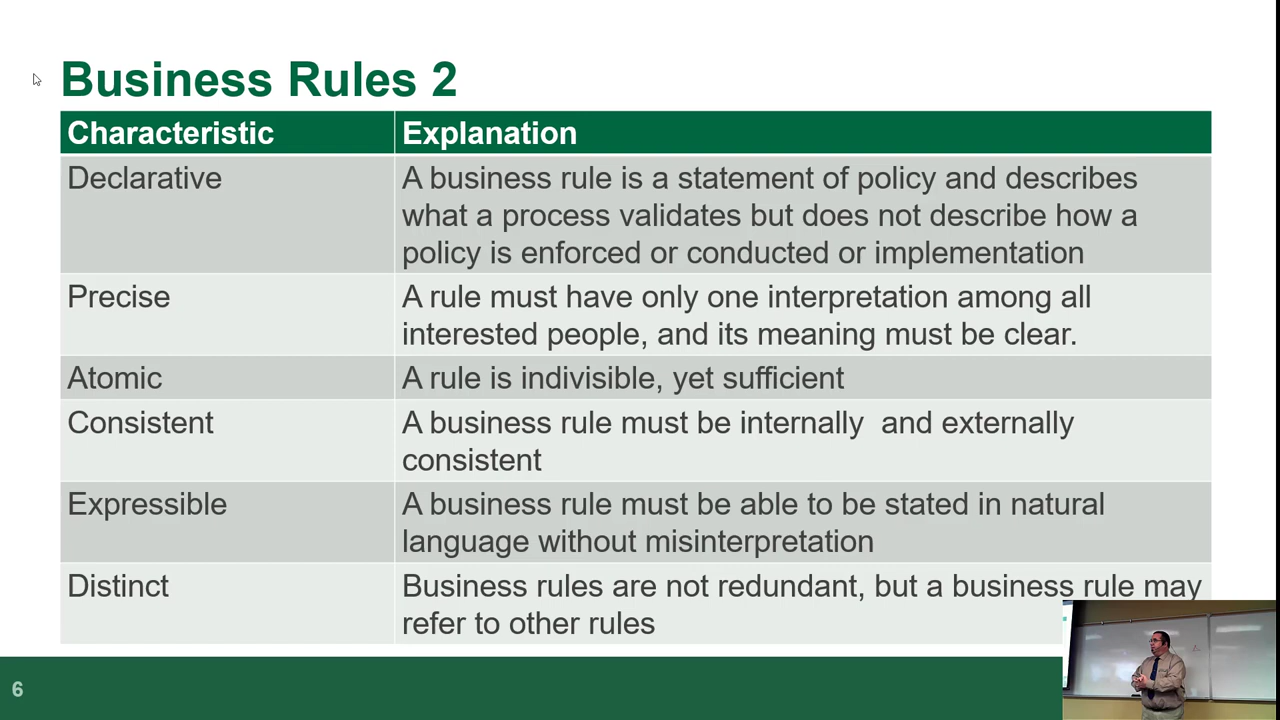 Business Rules 2
Characteristic
Explanation
Declarative
A business rule is a statement of policy and describes
what a process validates but does not describe how a
policy is enforced or conducted or implementation
Precise
A rule must have only one interpretation among all
interested people, and its meaning must be clear.
Atomic
A rule is indivisible, yet sufficient
Consistent
A business rule must be internally  and externally
consistent
Expressible
A business rule must be able to be stated in natural
language without misinterpretation
Distinct
Business rules are not redundant, but a business rule may
refer to other rules
6